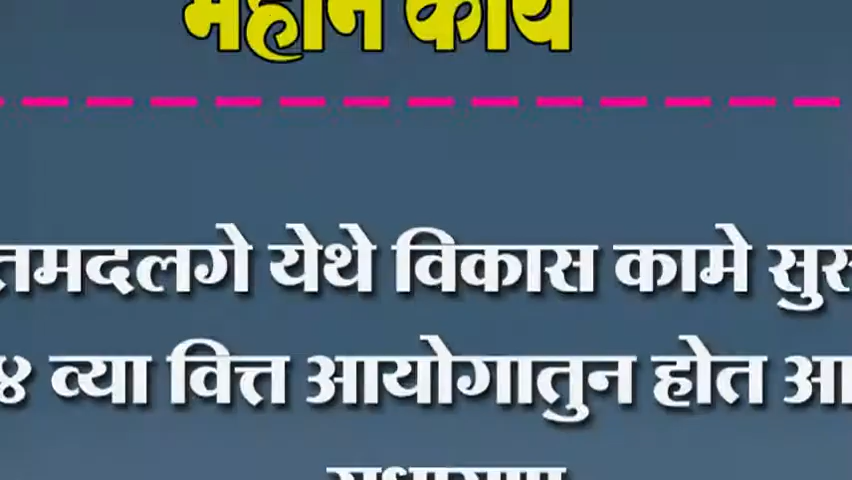 महान कार्य
तमदलगे येथे विकास कामे
४ व्या वित्त आयोगातुन होत